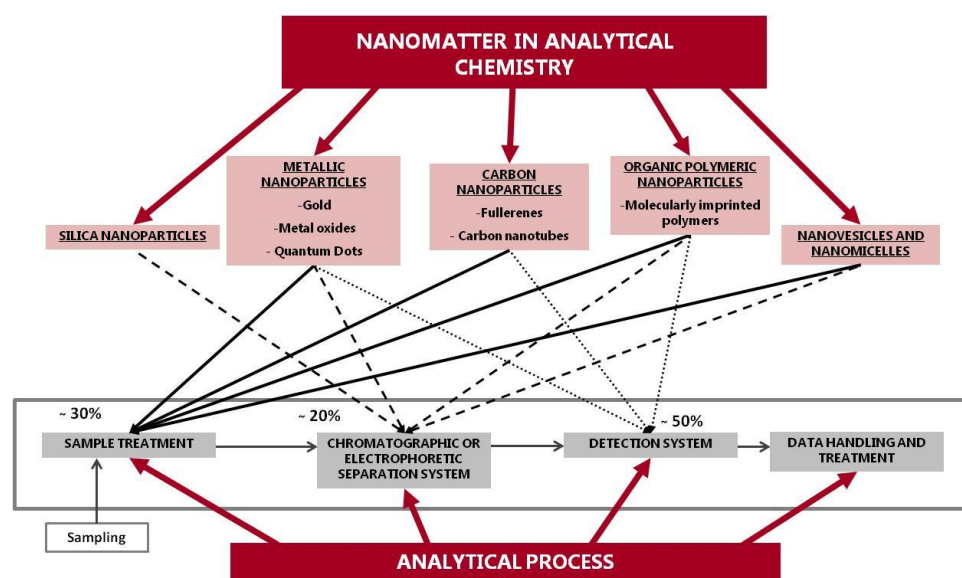 NANOMATTER IN ANALYTICAL
CHEMISTRY
SILICA NANOPARTICLES
METALLIC
NANOPARTICLES
-Gold
-Metal oxides
- Quantum Dots
CARBON
NANOPARTICLES
-Fullerenes
- Carbon nanotubes
ORGANIC POLYMERIC
NANOPARTICLES
-Molecularly imprinted
polymers
NANOVESICLES AND
NANOMICELLES
~ 30%
~ 20%
~ 50%
SAMPLE TREATMENT
CHROMATOGRAPHIC OR
ELECTROPHORETIC
SEPARATION SYSTEM
DETECTION SYSTEM
DATA HANDLING AND
TREATMENT
Sampling
ANALYTICAL PROCESS